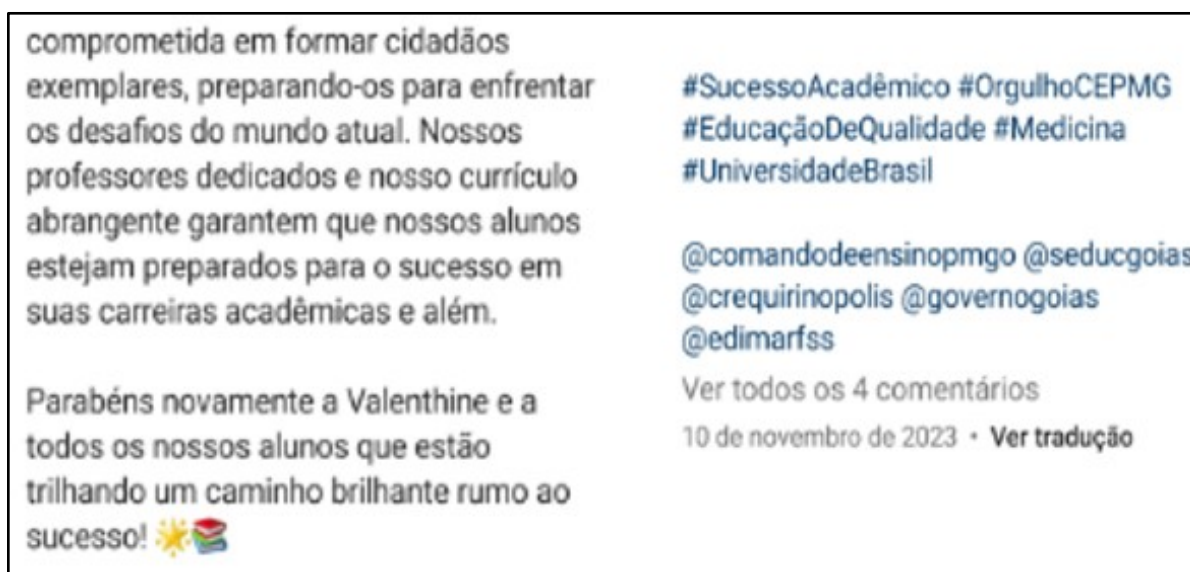 comprometida em formar cidadãos
exemplares, preparando-os para enfrentar
os desafios do mundo atual. Nossos
professores dedicados e nosso currículo
abrangente garantem que nossos alunos
estejam preparados para o sucesso em
suas carreiras acadêmicas e além.
Parabéns novamente a Valenthine e a
todos os nossos alunos que estão
trilhando um caminho brilhante rumo ao
sucesso! 🌟📚
#SucessoAcadêmico #OrgulhoCEPMG
#EducaçãoDeQualidade #Medicina
#UniversidadeBrasil
@comandodeensinopmgo @seducgoias
@crequirinopolis @governogoias
@edimarfss
Ver todos os 4 comentários
10 de novembro de 2023 • Ver tradução